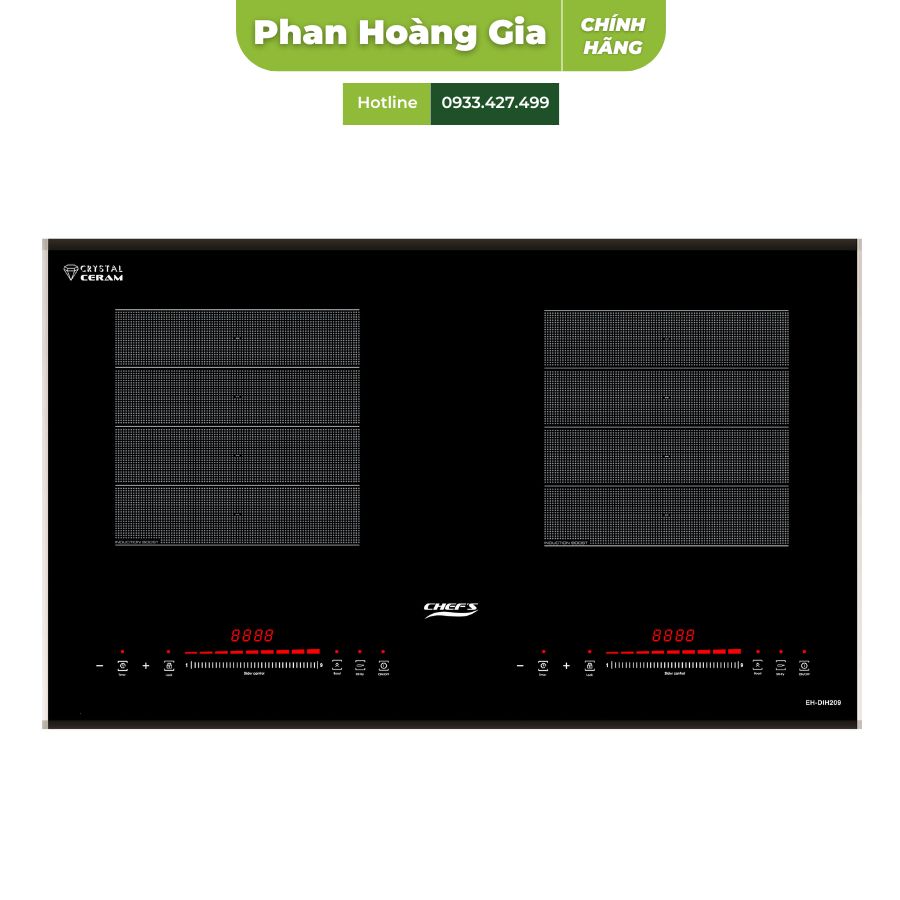 Phan Hoàng Gia
CHÍNH
HÃNG
Hotline
0933.427.499
CRYSTAL
CERAM
INDUCTION BOOST
INDUCTION BOOST
CHEF'S
8888
8888
1
9
Timer
Lock
Slider control
Boost
ON/OFF
1
9
Timer
Lock
Slider control
Boost
ON/OFF
EH-DIH209